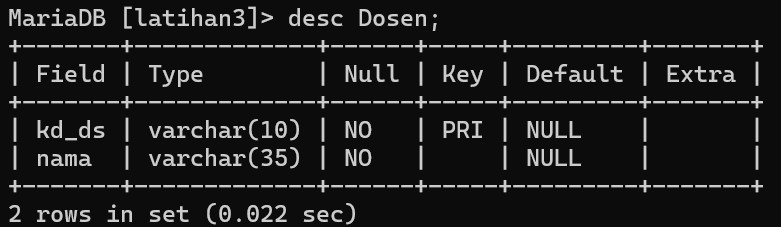 MariaDB [latihan3]> desc Dosen;
+-------+-------------+------+-----+---------+-------+
| Field | Type        | Null | Key | Default | Extra |
+-------+-------------+------+-----+---------+-------+
| kd_ds | varchar(10) | NO   | PRI | NULL    |       |
| nama  | varchar(35) | NO   |     | NULL    |       |
+-------+-------------+------+-----+---------+-------+
2 rows in set (0.022 sec)